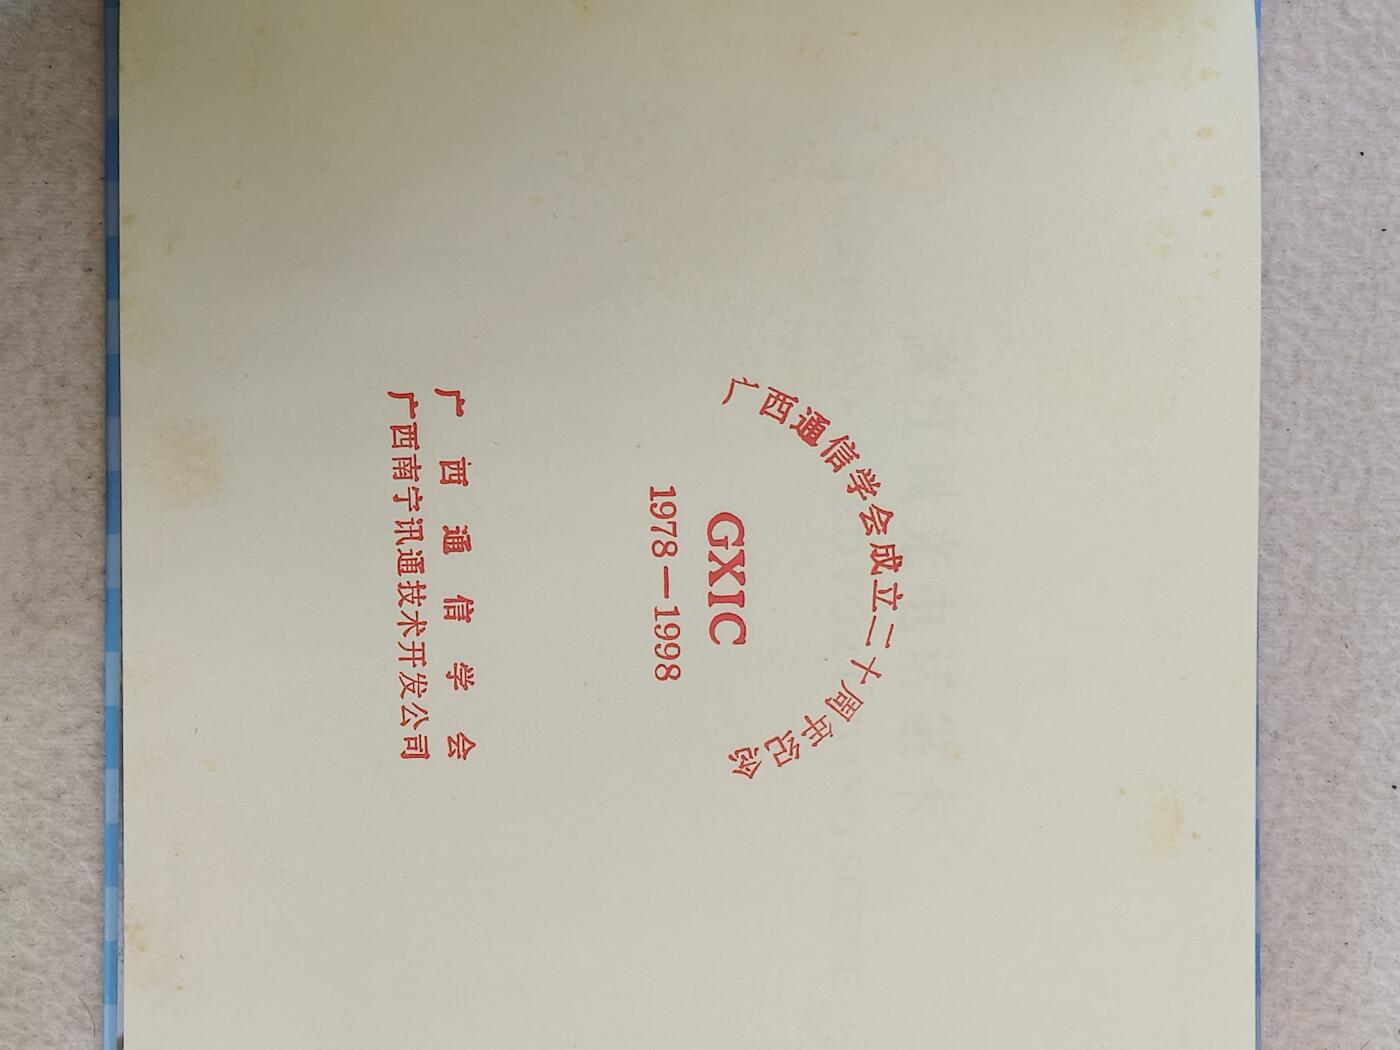 广西通信学会成立二十周年纪念
GXIC
1978—1998
广西通信学会
广西南宁讯通技术开发公司